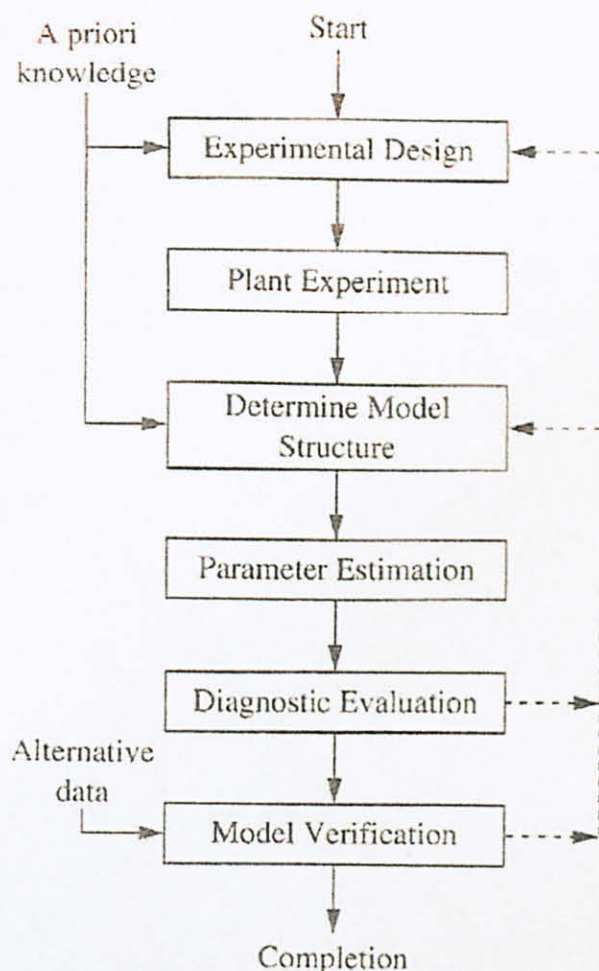 A priori
knowledge
Start
Experimental Design
Plant Experiment
Determine Model
Structure
Parameter Estimation
Diagnostic Evaluation
Alternative
data
Model Verification
Completion